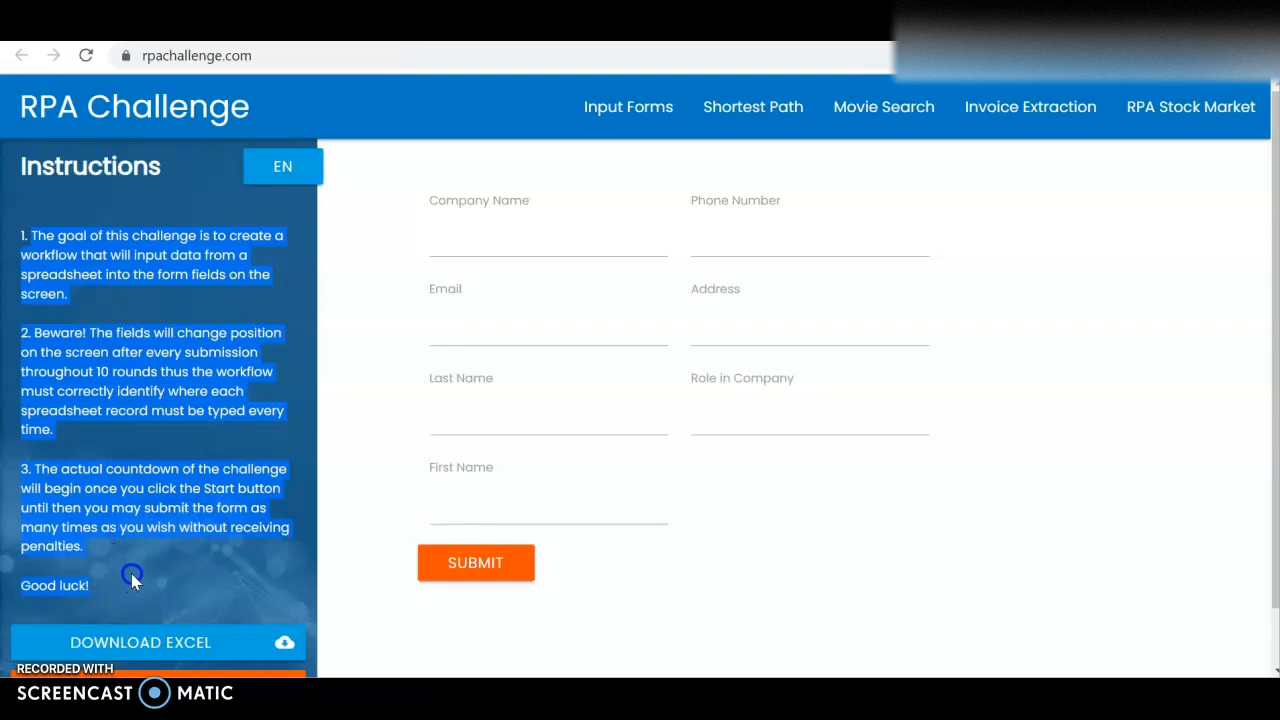 rpachallenge.com
RPA Challenge
Input Forms
Shortest Path
Movie Search
Invoice Extraction
RPA Stock Market
Instructions
EN
1. The goal of this challenge is to create a
workflow that will input data from a
spreadsheet into the form fields on the
screen.
2. Beware! The fields will change position
on the screen after every submission
throughout 10 rounds thus the workflow
must correctly identify where each
spreadsheet record must be typed every
time.
3. The actual countdown of the challenge
will begin once you click the Start button
until then you may submit the form as
many times as you wish without receiving
penalties.
Good luck!
DOWNLOAD EXCEL
Company Name
Phone Number
Email
Address
Last Name
Role in Company
First Name
SUBMIT
RECORDED WITH
SCREENCAST MATIC